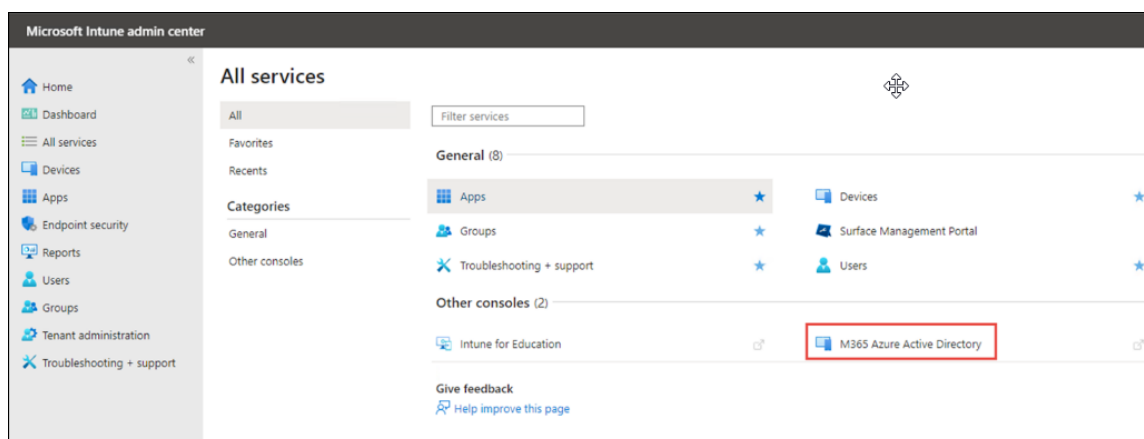 Microsoft Intune admin center
«
Home
Dashboard
All services
Devices
Apps
Endpoint security
Reports
Users
Groups
Tenant administration
Troubleshooting + support
All services
All
Favorites
Recents
Categories
General
Other consoles
Filter services
General (8)
Apps
Devices
Groups
Surface Management Portal
Troubleshooting + support
Users
Other consoles (2)
Intune for Education
M365 Azure Active Directory
Give feedback
Help improve this page